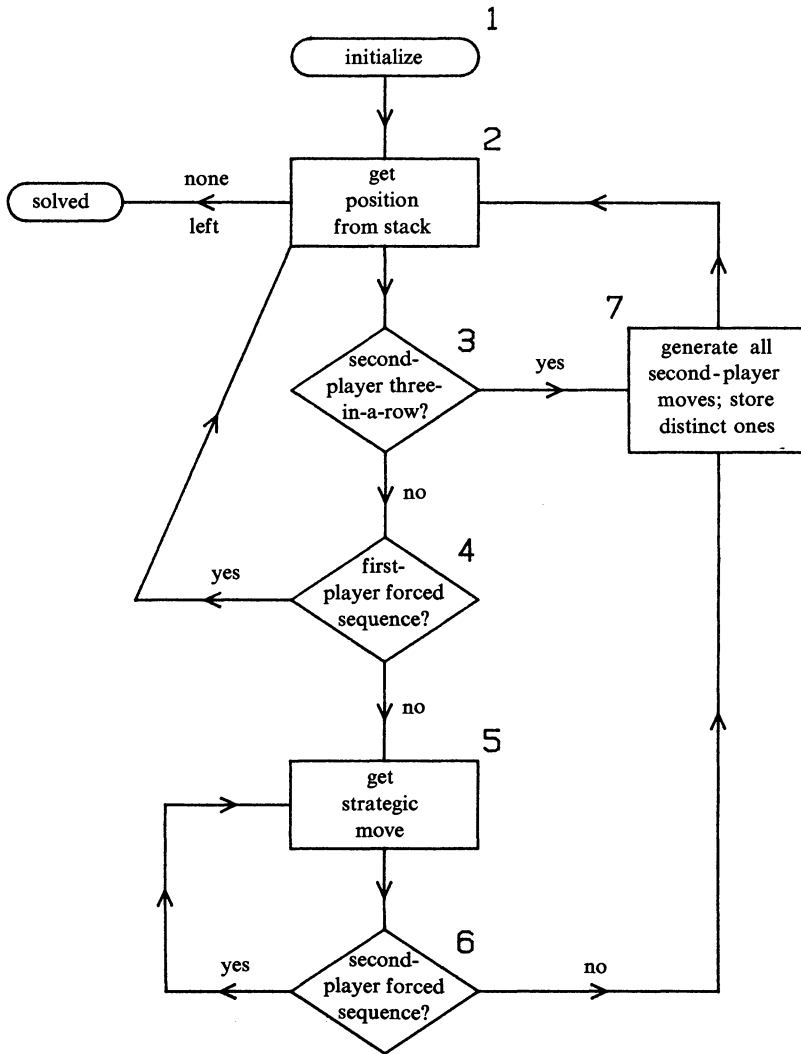 1
initialize
2
get
position
from stack
none
left
solved
3
second-
player three-
in-a-row?
yes
7
generate all
second-player
moves; store
distinct ones
no
4
first-
player forced
sequence?
yes
no
5
get
strategic
move
6
second-
player forced
sequence?
yes
no